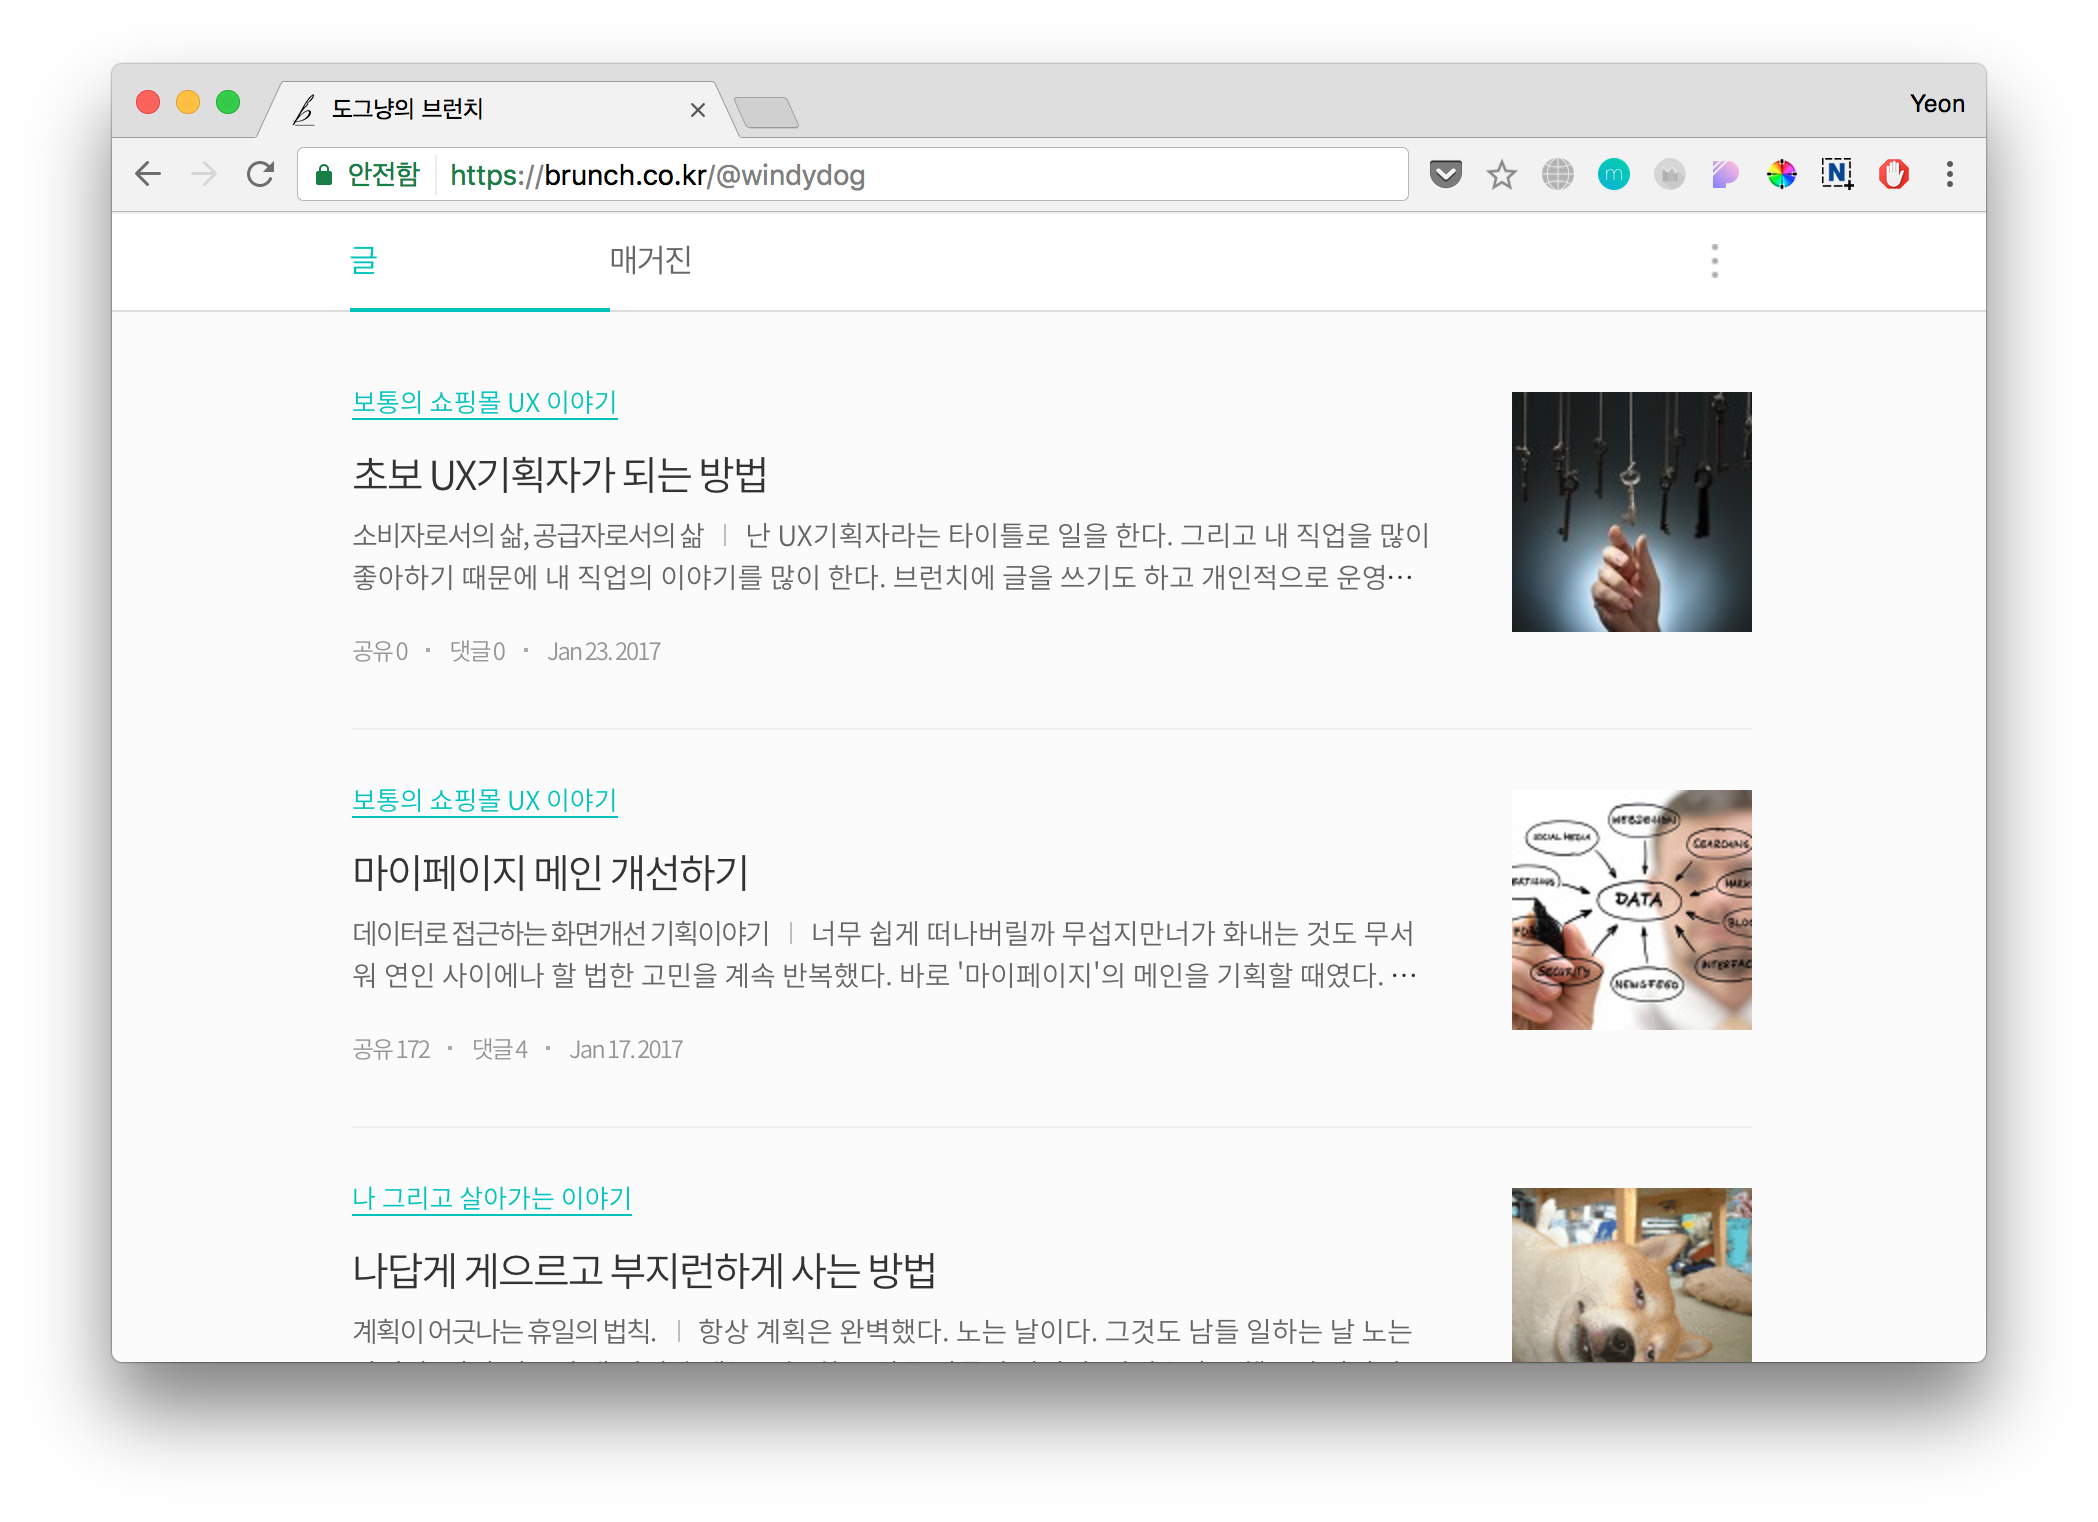 도그냥의 브런치
Yeon
안전함 https://brunch.co.kr/@windydog
글 매거진
보통의 쇼핑몰 UX 이야기
초보 UX기획자가 되는 방법
소비자로서의 삶, 공급자로서의 삶 | 난 UX기획자라는 타이틀로 일을 한다. 그리고 내 직업을 많이
좋아하기 때문에 내 직업의 이야기를 많이 한다. 브런치에 글을 쓰기도 하고 개인적으로 운영…
공유 0 · 댓글 0 · Jan 23. 2017
보통의 쇼핑몰 UX 이야기
마이페이지 메인 개선하기
데이터로 접근하는 화면개선 기획이야기 | 너무 쉽게 떠나버릴까 무섭지만너가 화내는 것도 무서
워 연인 사이에나 할 법한 고민을 계속 반복했다. 바로 '마이페이지'의 메인을 기획할 때였다. …
공유 172 · 댓글 4 · Jan 17. 2017
SOCIAL MEDIA
SEARCHING
DATA
SECURITY
NEWSFEED
나 그리고 살아가는 이야기
나답게 게으르고 부지런하게 사는 방법
계획이 어긋나는 휴일의 법칙. | 항상 계획은 완벽했다. 노는 날이다. 그것도 남들 일하는 날 노는